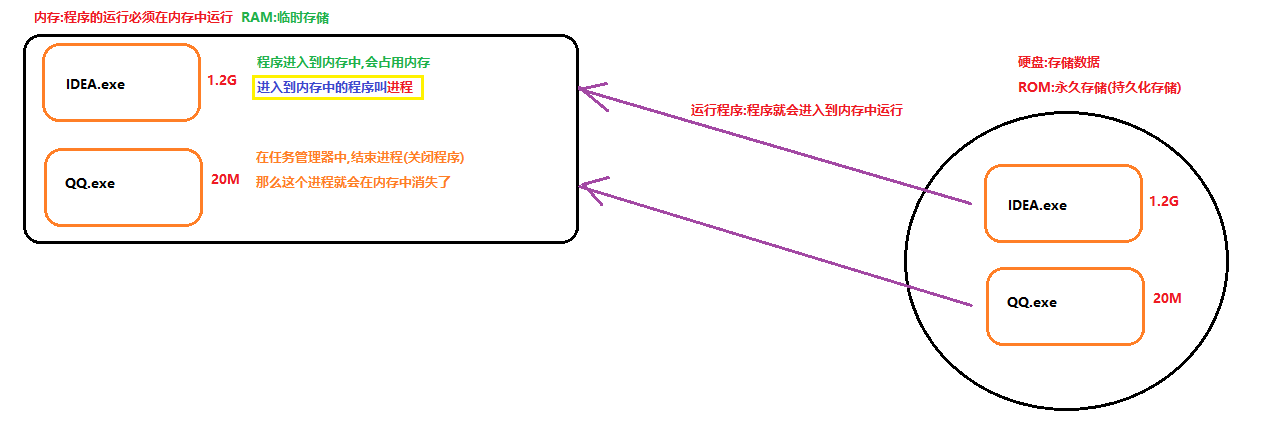 内存:程序的运行必须在内存中运行 RAM:临时存储
IDEA.exe
1.2G
程序进入到内存中,会占用内存
进入到内存中的程序叫进程
QQ.exe
20M
在任务管理器中,结束进程(关闭程序)
那么这个进程就会在内存中消失了
运行程序:程序就会进入到内存中运行
硬盘:存储数据
ROM:永久存储(持久化存储)
IDEA.exe
1.2G
QQ.exe
20M